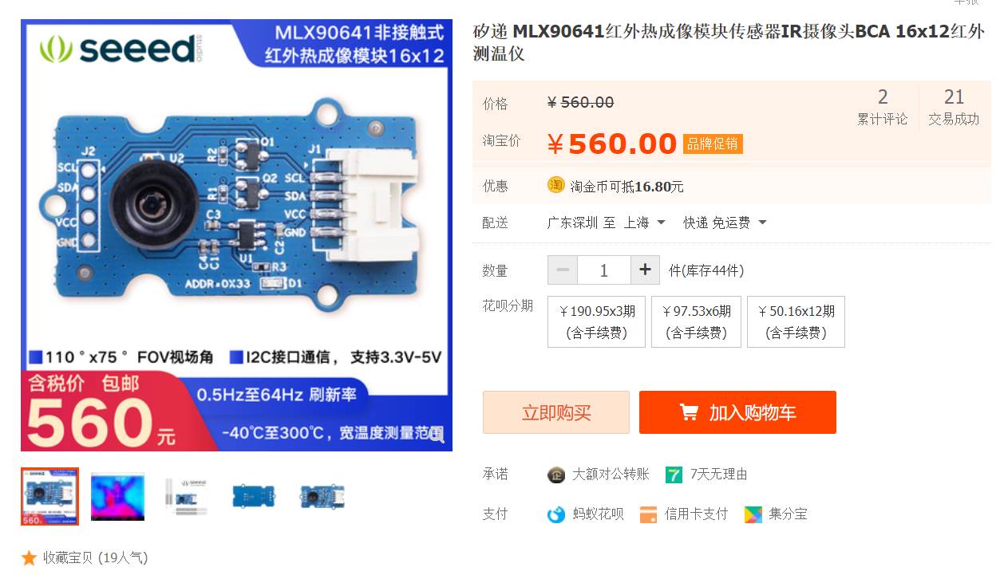 seeed studio
MLX90641非接触式
红外热成像模块16x12
J2
SCL
SDA
VCC
GND
U2
R2
Q1
J1
R1
Q2
SCL
SDA
VCC
GND
C3
C2
C4
C1
U1
R3
ADDR=0X33
D1
110°x75° FOV视场角
I2C接口通信，支持3.3V-5V
含税价 包邮
560元
0.5Hz至64Hz 刷新率
-40℃至300℃，宽温度测量范围
收藏宝贝 (19人气)
矽递 MLX90641红外热成像模块传感器IR摄像头BCA 16x12红外
测温仪
价格 ¥ 560.00
2 累计评论
21 交易成功
淘宝价 ¥ 560.00 品牌促销
优惠 淘 淘金币可抵16.80元
配送 广东深圳 至 上海 快递 免运费
数量 1 件(库存44件)
花呗分期
¥190.95x3期
(含手续费)
¥97.53x6期
(含手续费)
¥50.16x12期
(含手续费)
立即购买
加入购物车
承诺 企 大额对公转账 7 7天无理由
支付 蚂蚁花呗 信用卡支付 集分宝